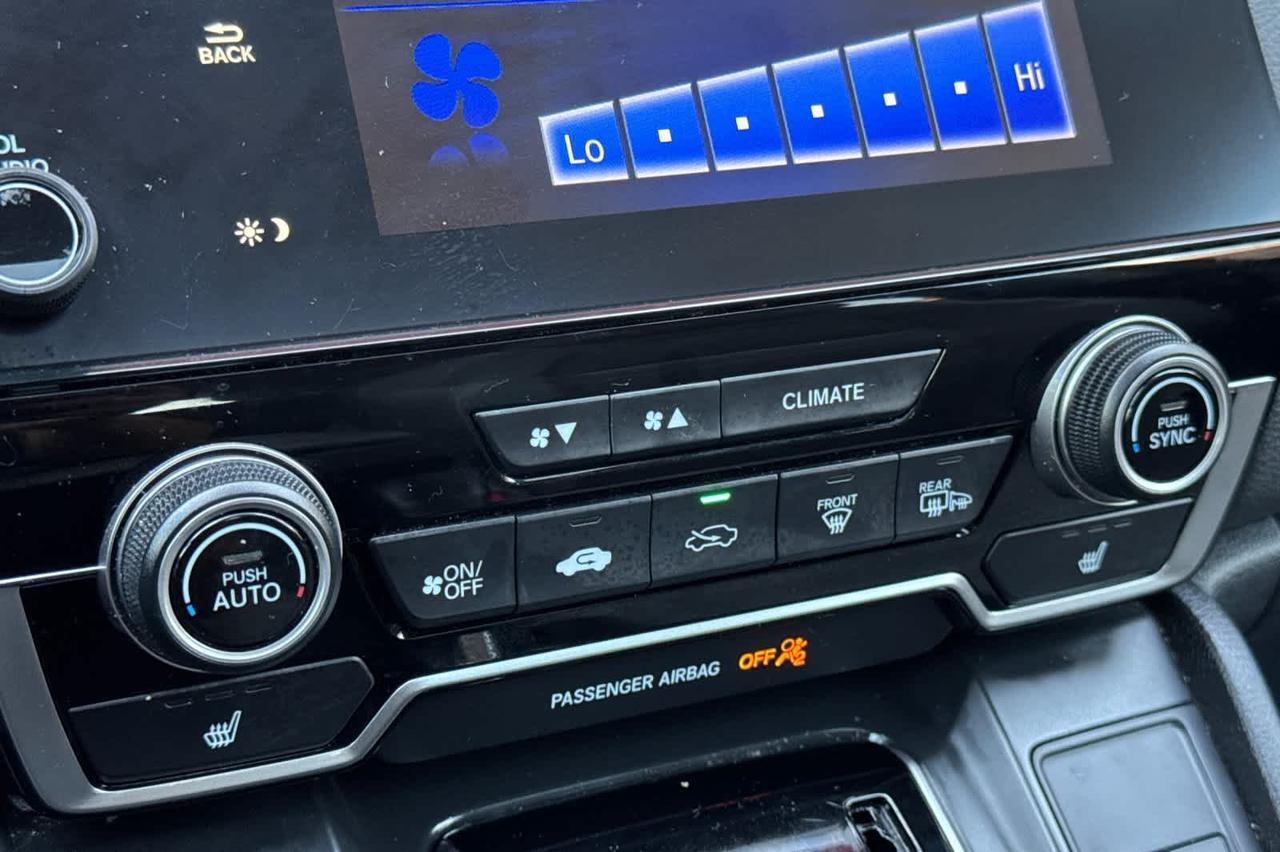 BACK
Lo
Hi
CLIMATE
PUSH
SYNC
FRONT
REAR
ON/
OFF
PUSH
AUTO
PASSENGER AIRBAG OFF